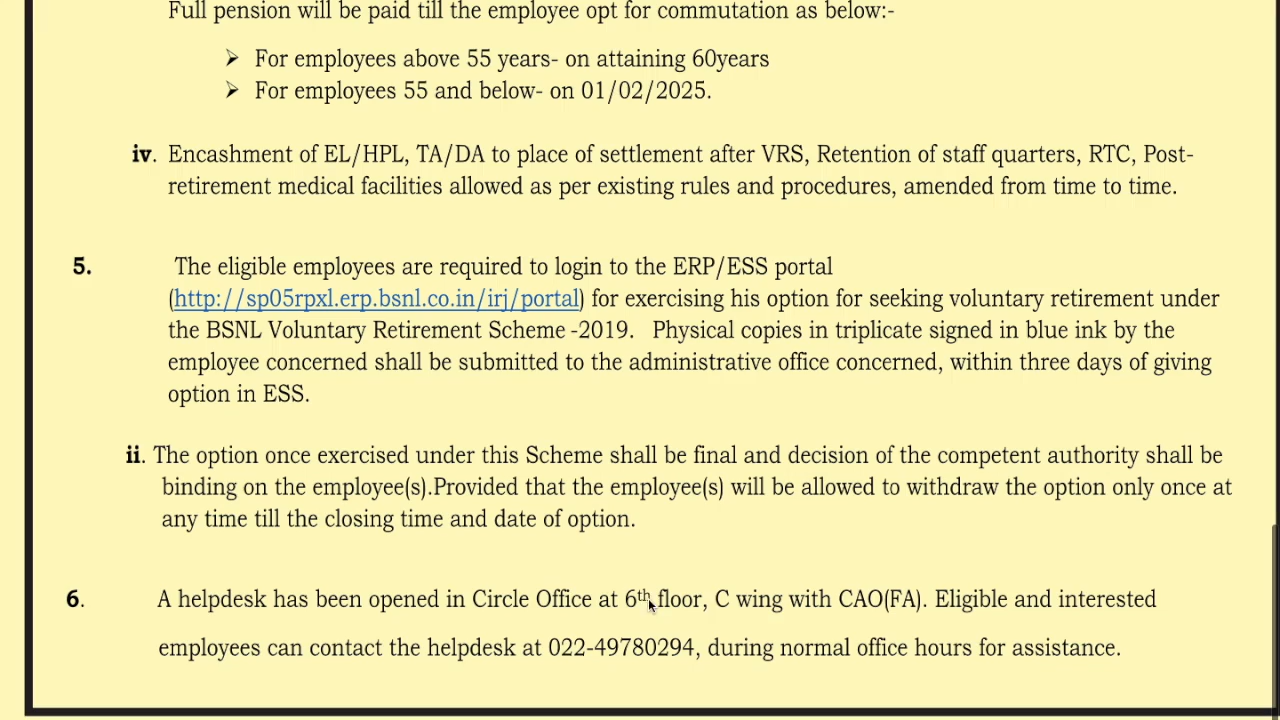 Full pension will be paid till the employee opt for commutation as below:-
➢ For employees above 55 years- on attaining 60years
➢ For employees 55 and below- on 01/02/2025.
iv. Encashment of EL/HPL, TA/DA to place of settlement after VRS, Retention of staff quarters, RTC, Post-
retirement medical facilities allowed as per existing rules and procedures, amended from time to time.
5. The eligible employees are required to login to the ERP/ESS portal
(http://sp05rpxl.erp.bsnl.co.in/irj/portal) for exercising his option for seeking voluntary retirement under
the BSNL Voluntary Retirement Scheme -2019. Physical copies in triplicate signed in blue ink by the
employee concerned shall be submitted to the administrative office concerned, within three days of giving
option in ESS.
ii. The option once exercised under this Scheme shall be final and decision of the competent authority shall be
binding on the employee(s).Provided that the employee(s) will be allowed to withdraw the option only once at
any time till the closing time and date of option.
6. A helpdesk has been opened in Circle Office at 6th floor, C wing with CAO(FA). Eligible and interested
employees can contact the helpdesk at 022-49780294, during normal office hours for assistance.